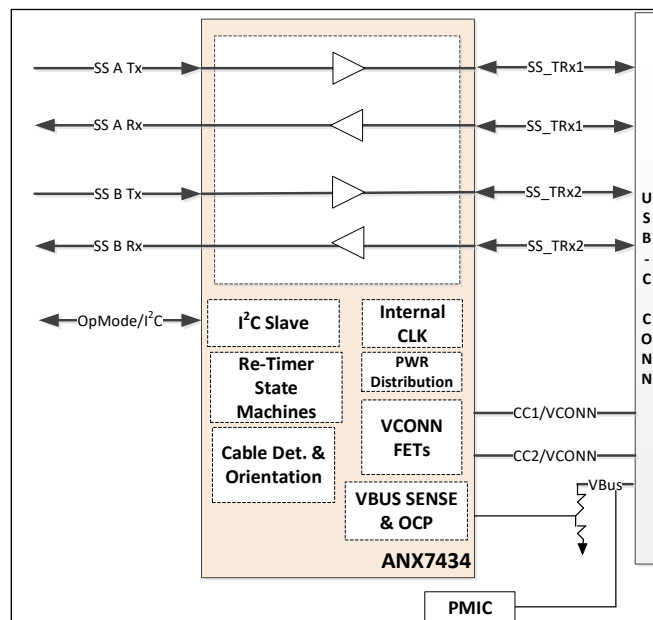 SS A Tx
SS_TRx1
SS A Rx
SS_TRx1
SS B Tx
SS_TRx2
SS B Rx
SS_TRx2
USB-C CONN
OpMode/I²C
I²C Slave
Internal
CLK
Re-Timer
State
Machines
PWR
Distribution
VCONN
FETs
CC1/VCONN
Cable Det. &
Orientation
CC2/VCONN
VBus
VBUS SENSE
& OCP
ANX7434
PMIC